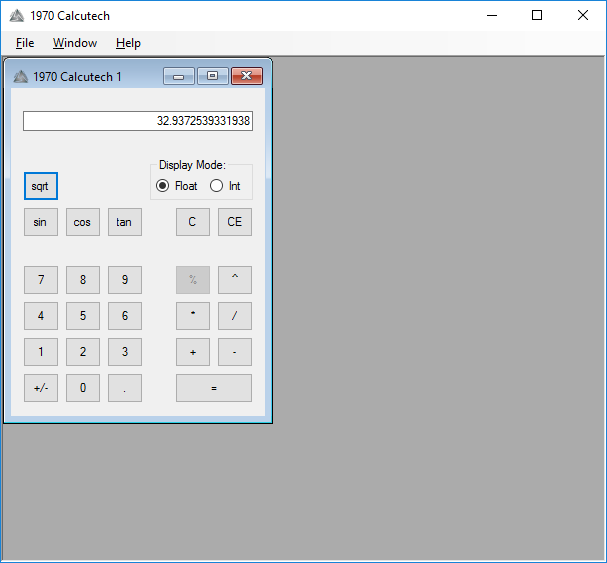 1970 Calcutech
File Window Help
1970 Calcutech 1
32.9372539331938
Display Mode:
sqrt Float Int
sin cos tan C CE
7 8 9 % ^
4 5 6 * /
1 2 3 + -
+/- 0 . =